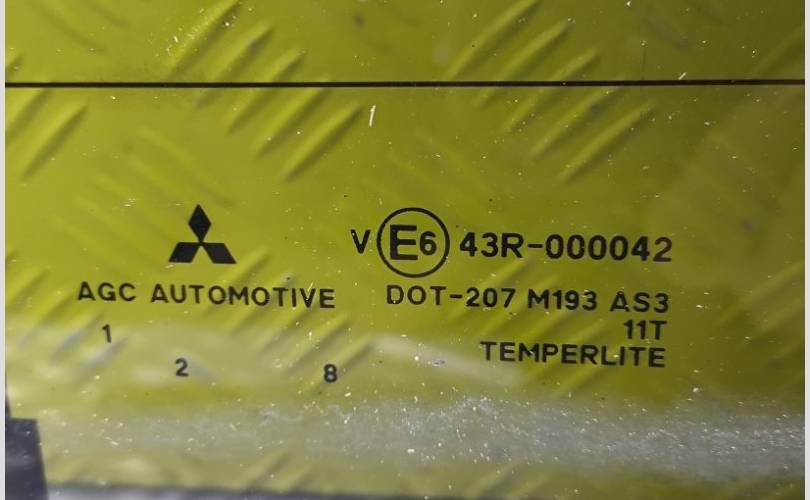 V E6 43R-000042
AGC AUTOMOTIVE
DOT-207 M193 AS3
1
11T
2
8
TEMPERLITE